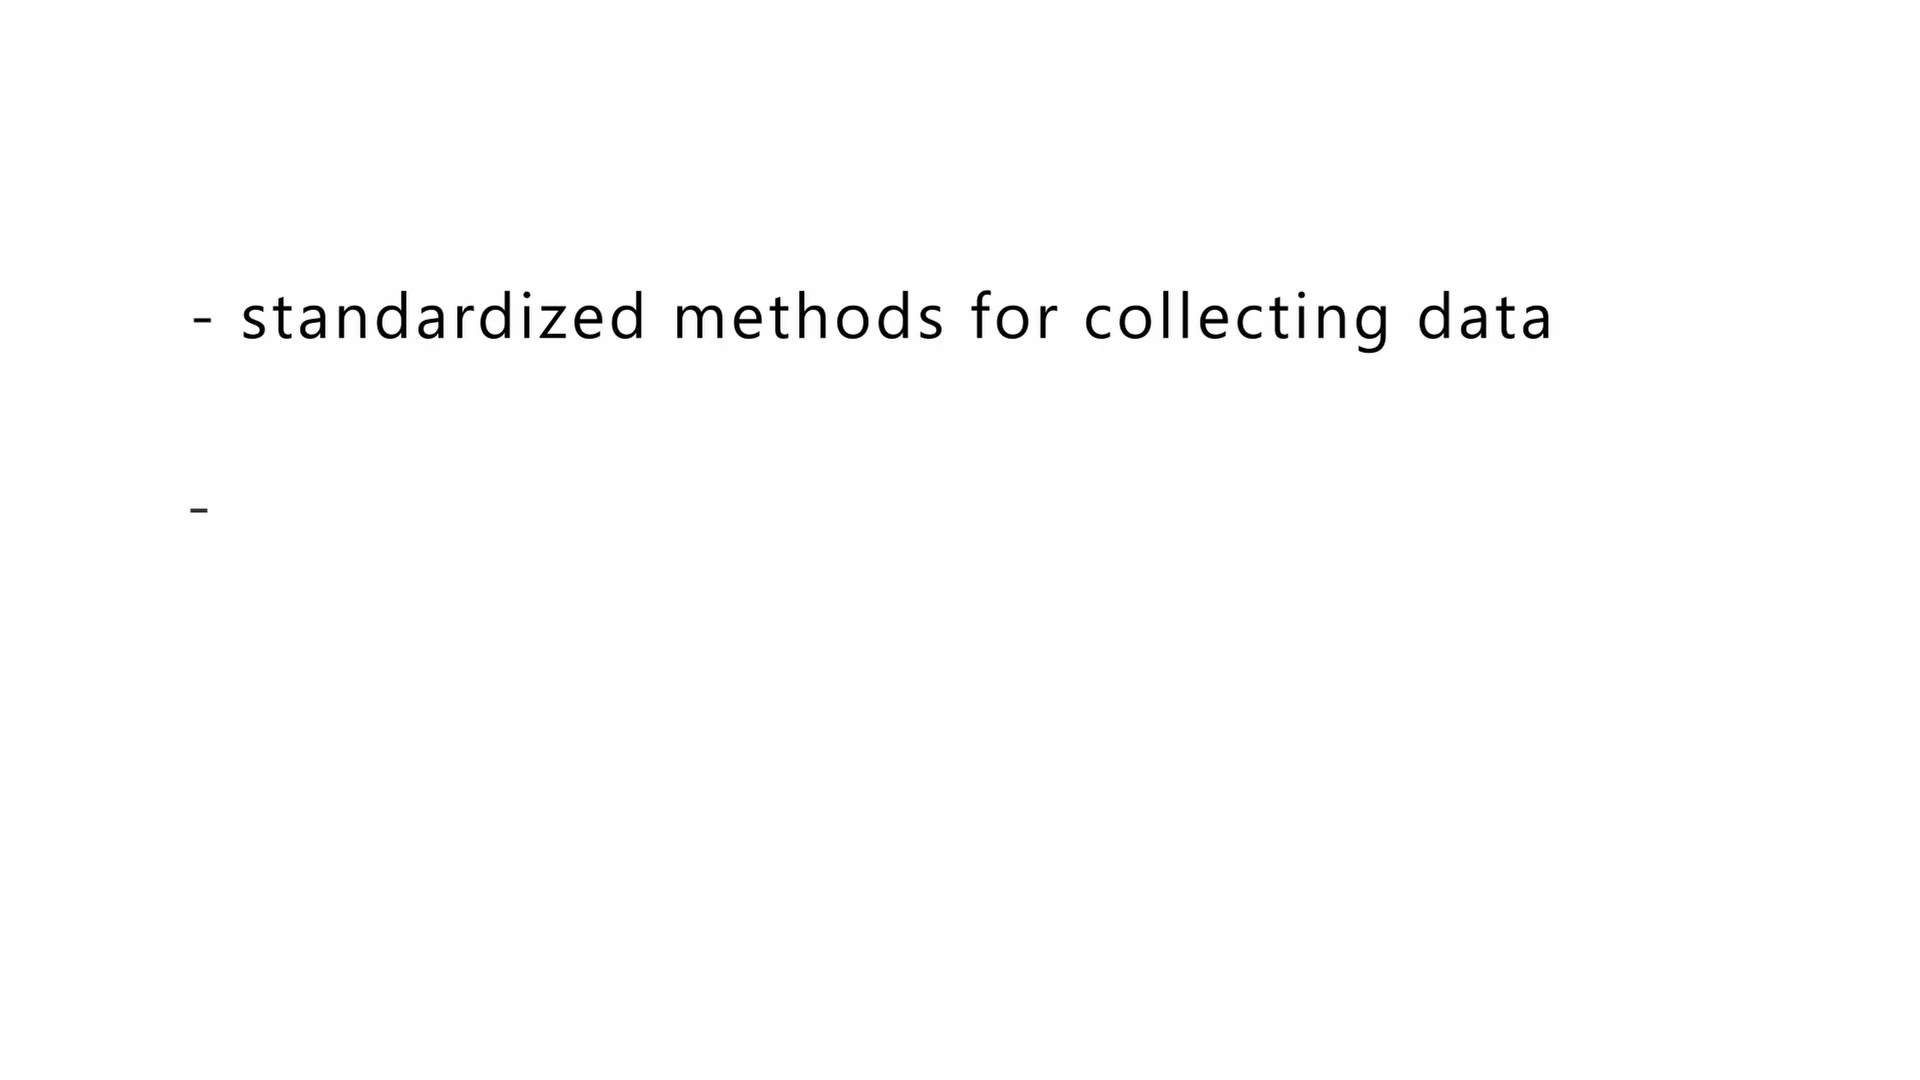 - standardized methods for collecting data
-